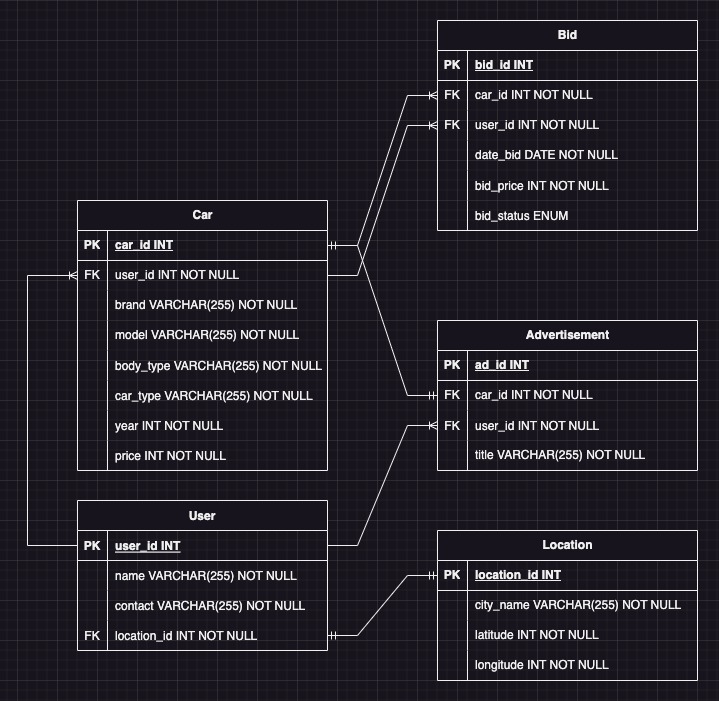 Bid
PK bid_id INT
FK car_id INT NOT NULL
FK user_id INT NOT NULL
date_bid DATE NOT NULL
bid_price INT NOT NULL
bid_status ENUM
Car
PK car_id INT
FK user_id INT NOT NULL
brand VARCHAR(255) NOT NULL
model VARCHAR(255) NOT NULL
body_type VARCHAR(255) NOT NULL
car_type VARCHAR(255) NOT NULL
year INT NOT NULL
price INT NOT NULL
Advertisement
PK ad_id INT
FK car_id INT NOT NULL
FK user_id INT NOT NULL
title VARCHAR(255) NOT NULL
User
PK user_id INT
name VARCHAR(255) NOT NULL
contact VARCHAR(255) NOT NULL
FK location_id INT NOT NULL
Location
PK location_id INT
city_name VARCHAR(255) NOT NULL
latitude INT NOT NULL
longitude INT NOT NULL